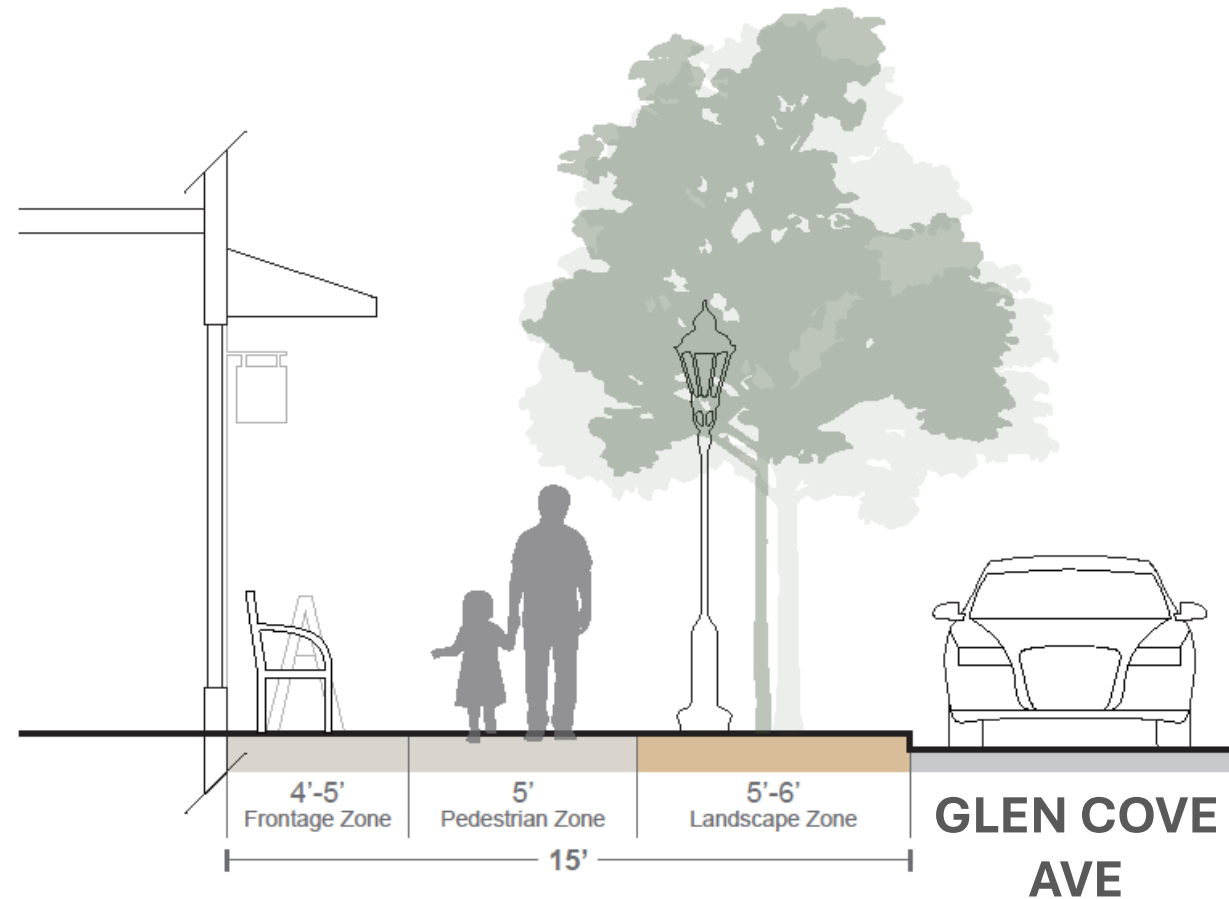 4’-5’
Frontage Zone
5’
Pedestrian Zone
5’-6’
Landscape Zone
15’
GLEN COVE
AVE